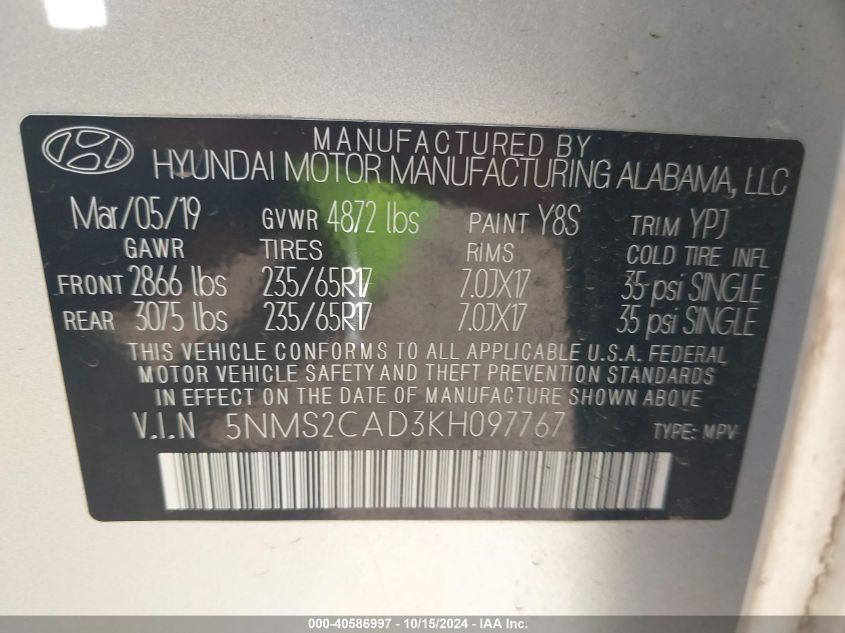 MANUFACTURED BY
HYUNDAI MOTOR MANUFACTURING ALABAMA, LLC
Mar/05/19 GVWR 4872 lbs PAINT Y8S TRIM YPJ
GAWR TIRES RIMS COLD TIRE INFL
FRONT 2866 lbs 235/65R17 7.0JX17 35 psi SINGLE
REAR 3075 lbs 235/65R17 7.0JX17 35 psi SINGLE
THIS VEHICLE CONFORMS TO ALL APPLICABLE U.S.A. FEDERAL
MOTOR VEHICLE SAFETY AND THEFT PREVENTION STANDARDS
IN EFFECT ON THE DATE OF MANUFACTURE SHOWN ABOVE.
V.I.N 5NMS2CAD3KH097767 TYPE: MPV
000-40586997 - 10/15/2024 - IAA Inc.